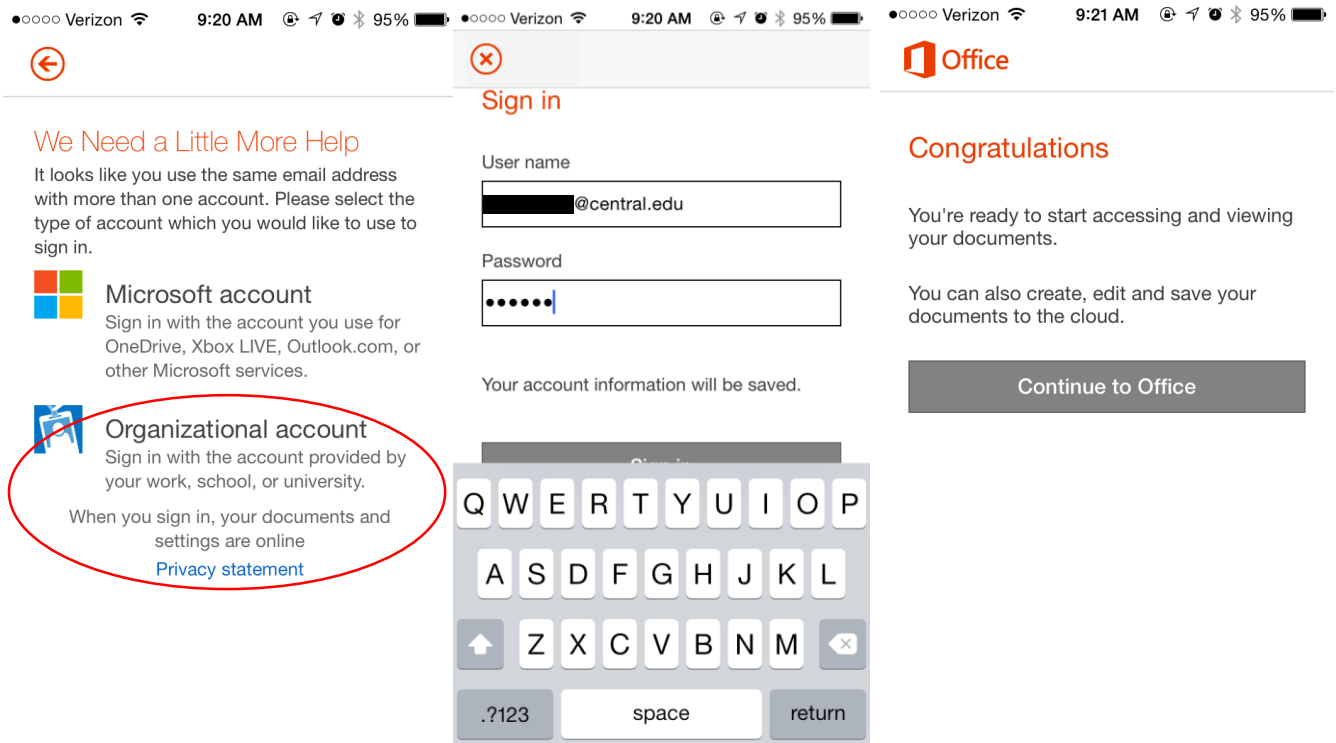 Verizon 9:20 AM 95%
We Need a Little More Help
It looks like you use the same email address
with more than one account. Please select the
type of account which you would like to use to
sign in.
Microsoft account
Sign in with the account you use for
OneDrive, Xbox LIVE, Outlook.com, or
other Microsoft services.
Organizational account
Sign in with the account provided by
your work, school, or university.
When you sign in, your documents and
settings are online
Privacy statement
Verizon 9:20 AM 95%
Sign in
User name
@central.edu
Password
Your account information will be saved.
Sign in
Q W E R T Y U I O P
A S D F G H J K L
Z X C V B N M
.?123 space return
Verizon 9:21 AM 95%
Office
Congratulations
You're ready to start accessing and viewing
your documents.
You can also create, edit and save your
documents to the cloud.
Continue to Office